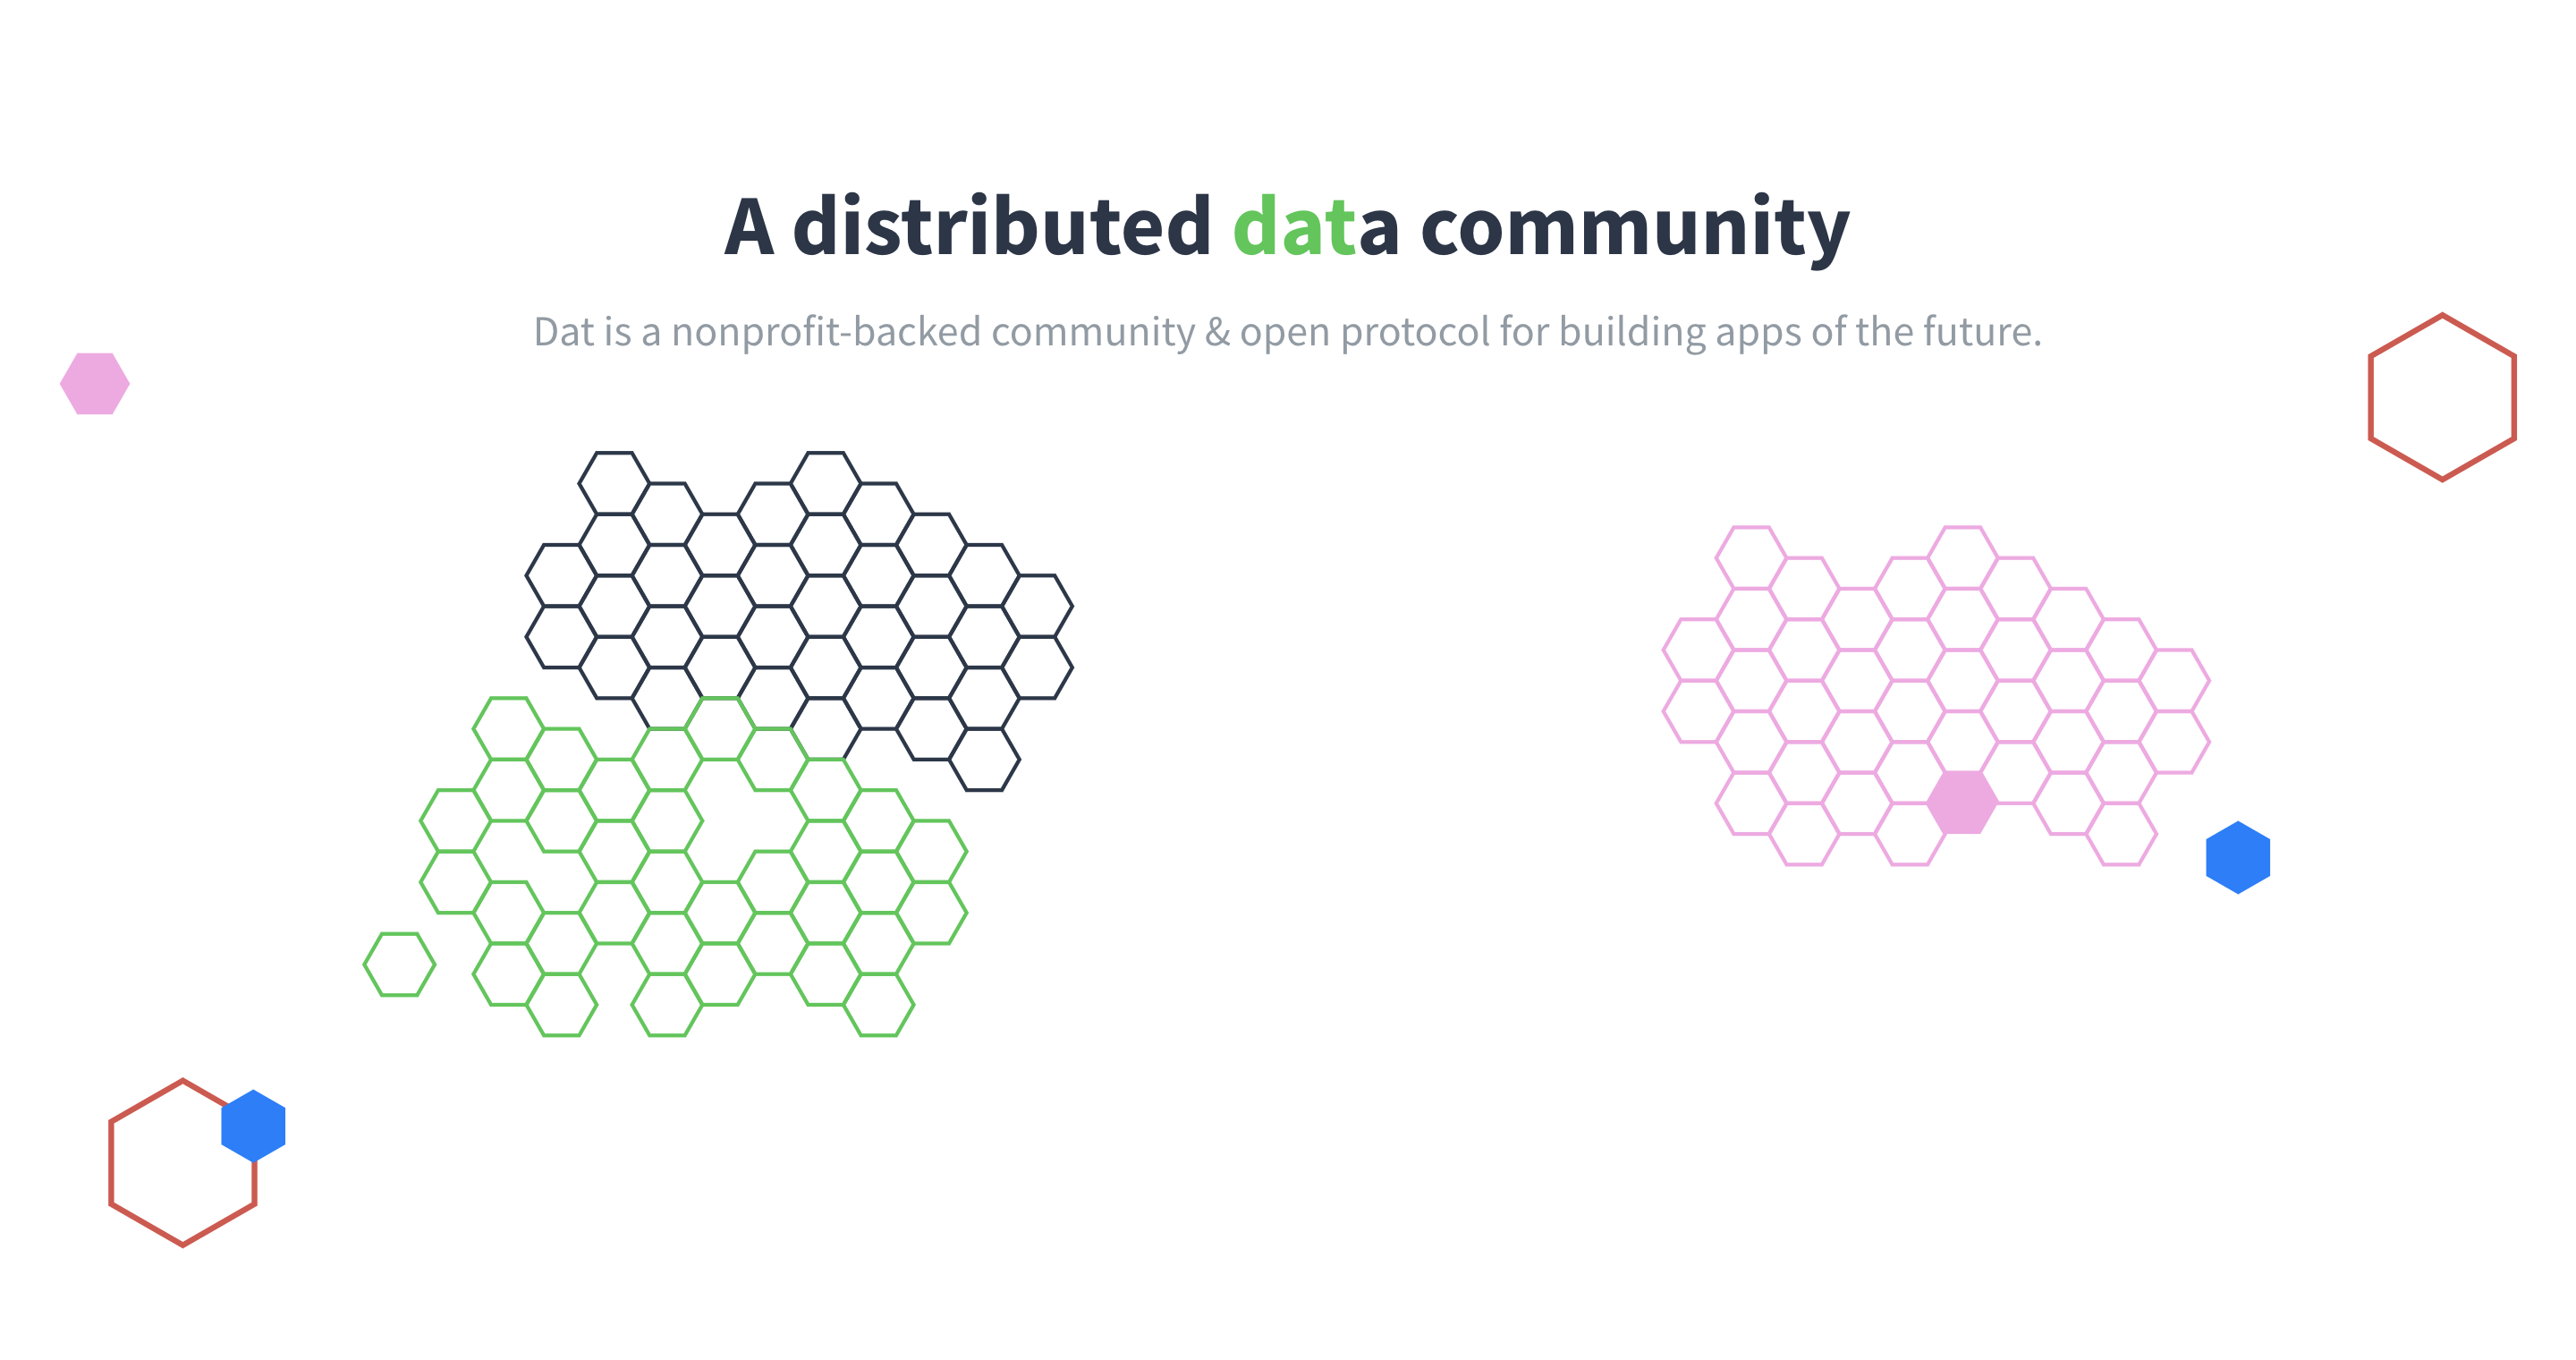 A distributed data community
Dat is a nonprofit-backed community & open protocol for building apps of the future.